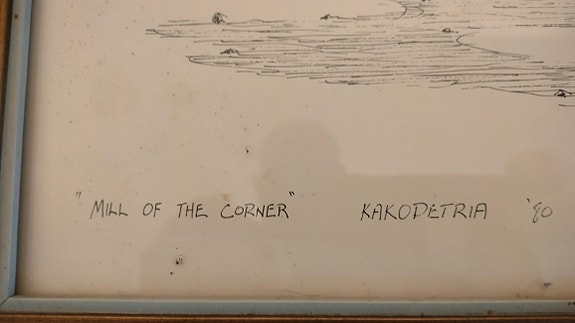 "MILL OF THE CORNER" KAKOPETRIA '80